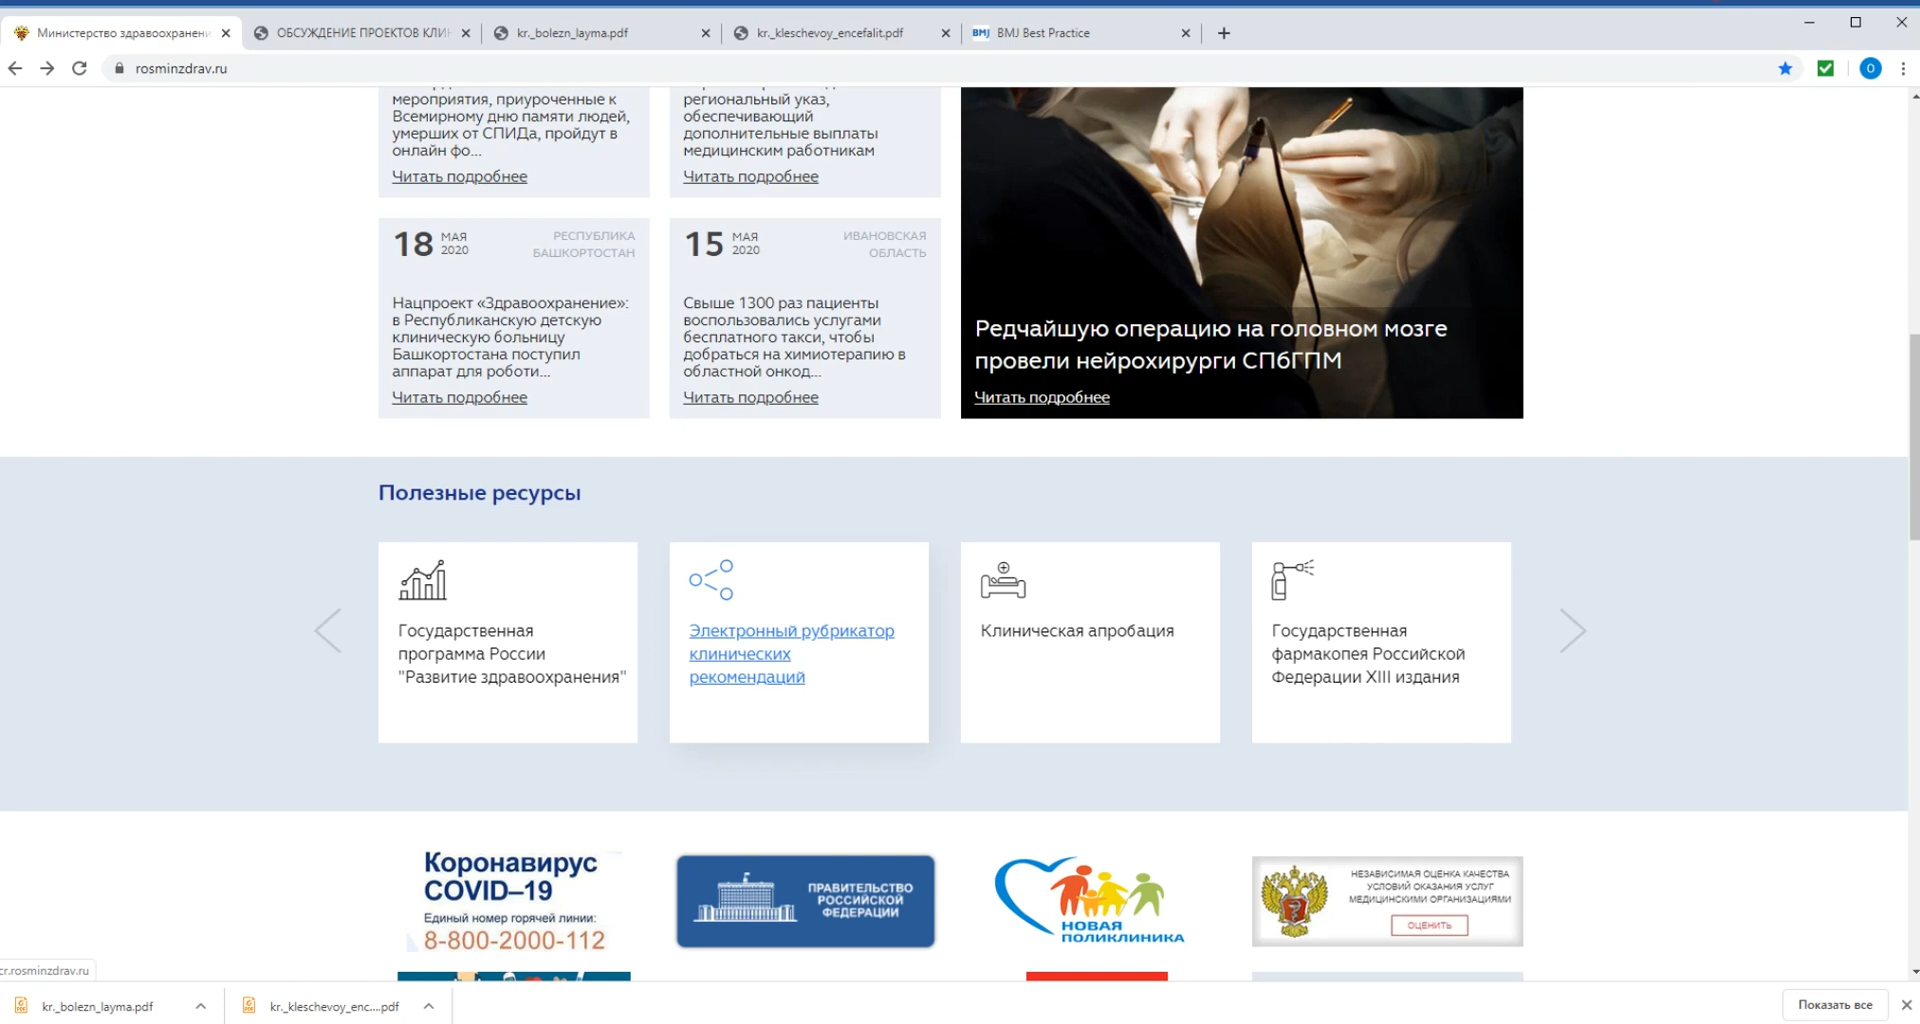 Министерство здравоохранени
ОБСУЖДЕНИЕ ПРОЕКТОВ КЛИ
kr._bolezn_layma.pdf
kr._kleschevoy_encefalit.pdf
BMJ
BMJ Best Practice
rosminzdrav.ru
O
мероприятия, приуроченные к
Всемирному дню памяти людей,
умерших от СПИДа, пройдут в
онлайн фо...
Читать подробнее
региональный указ,
обеспечивающий
дополнительные выплаты
медицинским работникам
Читать подробнее
18 МАЯ 2020
РЕСПУБЛИКА
БАШКОРТОСТАН
Нацпроект «Здравоохранение»:
в Республиканскую детскую
клиническую больницу
Башкортостана поступил
аппарат для роботи...
Читать подробнее
15 МАЯ 2020
ИВАНОВСКАЯ
ОБЛАСТЬ
Свыше 1300 раз пациенты
воспользовались услугами
бесплатного такси, чтобы
добраться на химиотерапию в
областной онкод...
Читать подробнее
Редчайшую операцию на головном мозге
провели нейрохирурги СПбГПМ
Читать подробнее
Полезные ресурсы
Государственная
программа России
"Развитие здравоохранения"
Электронный рубрикатор
клинических
рекомендаций
Клиническая апробация
Государственная
фармакопея Российской
Федерации XIII издания
Коронавирус
COVID–19
Единый номер горячей линии:
8-800-2000-112
ПРАВИТЕЛЬСТВО
РОССИЙСКОЙ
ФЕДЕРАЦИИ
НОВАЯ
ПОЛИКЛИНИКА
НЕЗАВИСИМАЯ ОЦЕНКА КАЧЕСТВА
УСЛОВИЙ ОКАЗАНИЯ УСЛУГ
МЕДИЦИНСКИМИ ОРГАНИЗАЦИЯМИ
ОЦЕНИТЬ
cr.rosminzdrav.ru
kr._bolezn_layma.pdf
kr._kleschevoy_enc....pdf
Показать все